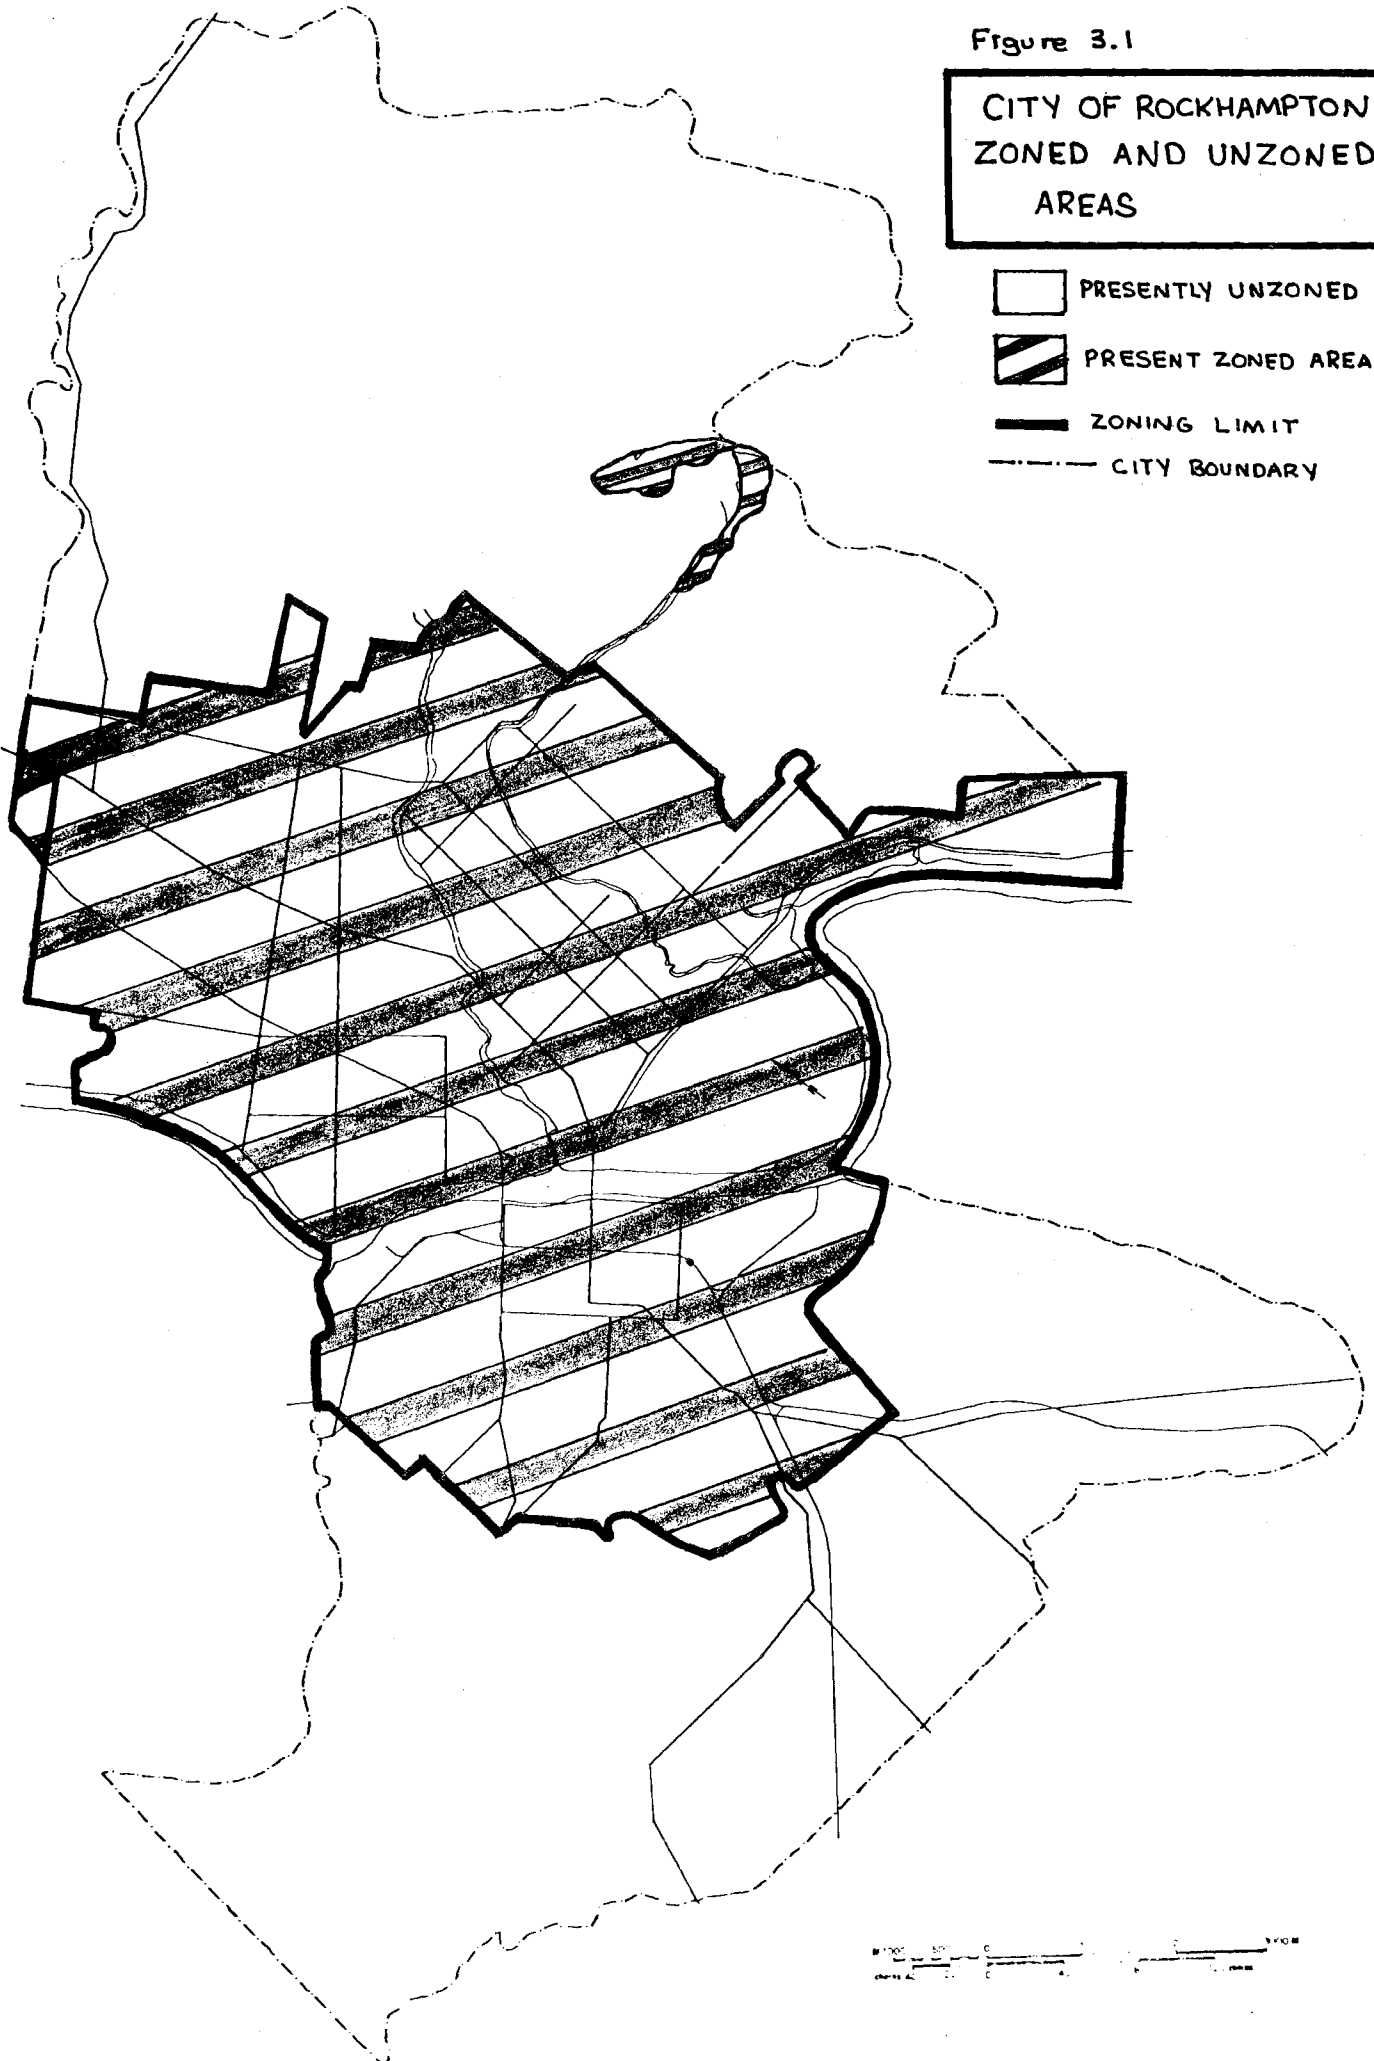 Figure 3.1
CITY OF ROCKHAMPTON
ZONED AND UNZONED
AREAS
PRESENTLY UNZONED
PRESENT ZONED AREA
ZONING LIMIT
CITY BOUNDARY